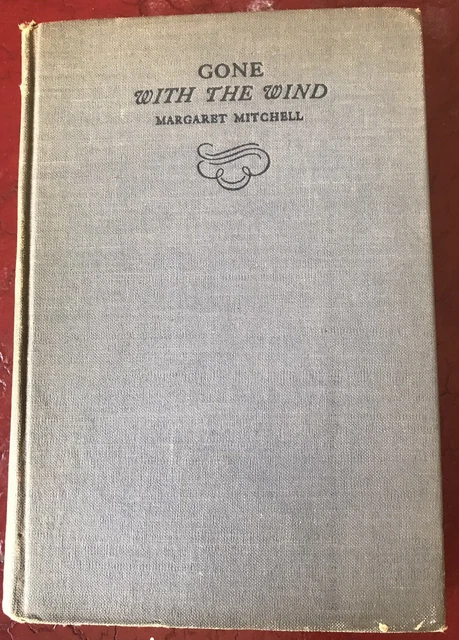 GONE
WITH THE WIND
MARGARET MITCHELL